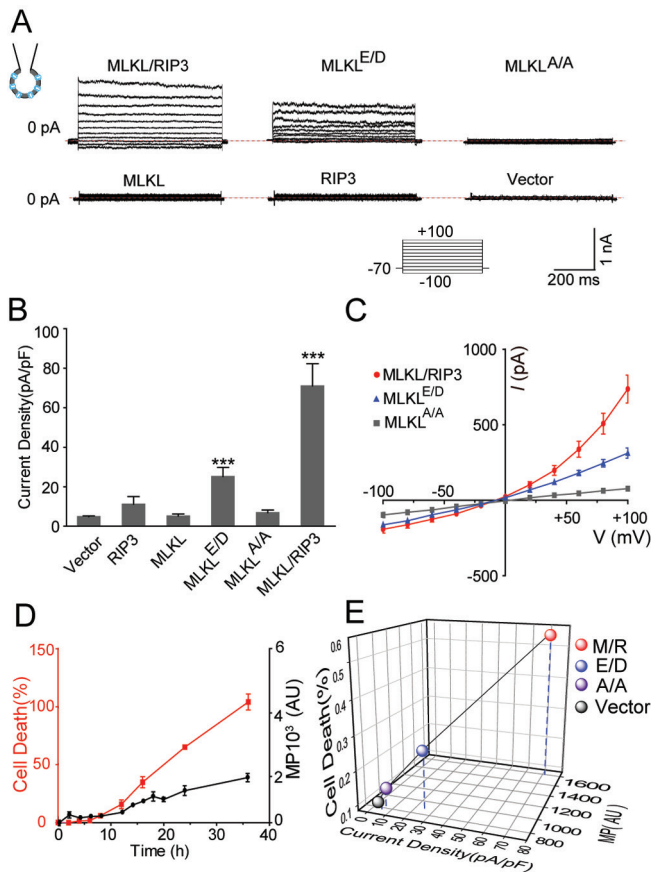 A
MLKL/RIP3 MLKL^E/D MLKL^A/A
0 pA
MLKL RIP3 Vector
0 pA
+100
-70
-100
200 ms
1 nA
B
Current Density(pA/pF)
100
80
60
40
20
0
*** ***
Vector RIP3 MLKL MLKL^E/D MLKL^A/A MLKL/RIP3
C
I (pA)
1000
500
-500
MLKL/RIP3
MLKL^E/D
MLKL^A/A
-100 -50 +50 +100
V (mV)
D
Cell Death(%)
150
100
50
0
MP10³ (AU)
6
4
2
0
0 10 20 30 40
Time (h)
E
Cell Death(%)
0.6
0.5
0.4
0.3
0.2
0.1
0 10 20 30 40 50 60 70 80
Current Density(pA/pF)
1600
1400
1200
1000
800
MP(AU)
M/R
E/D
A/A
Vector